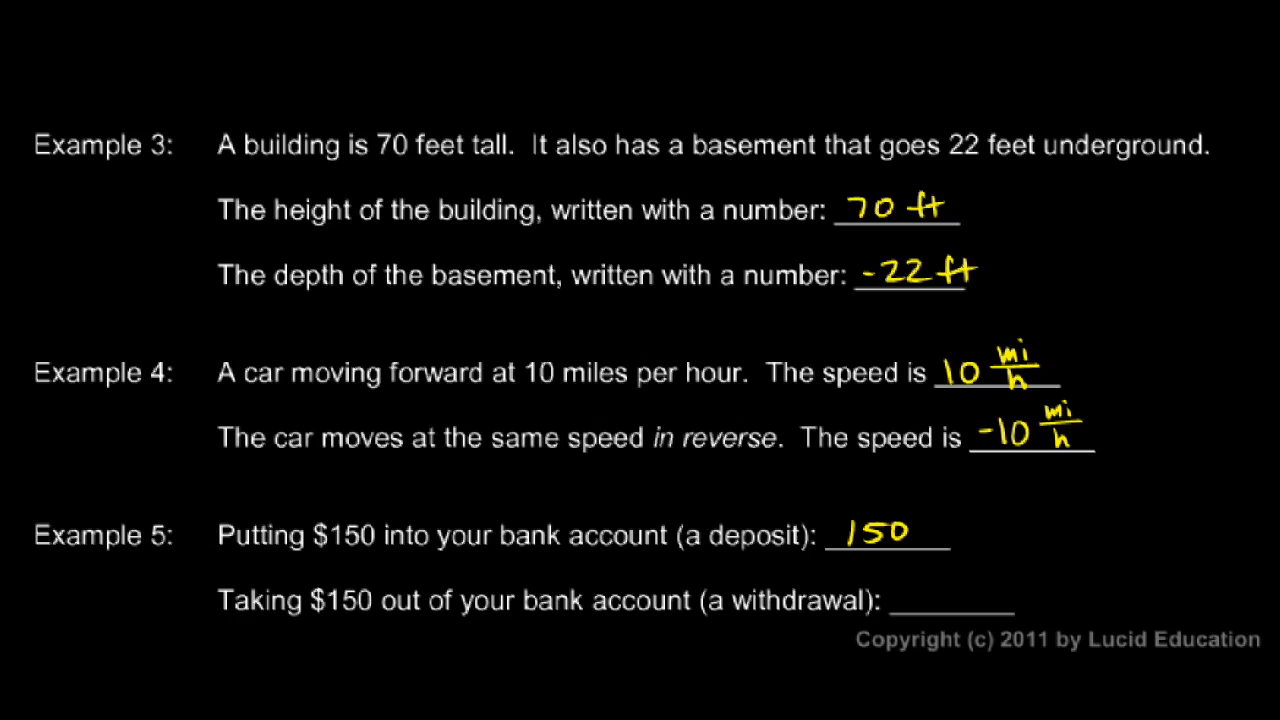 Example 3: A building is 70 feet tall. It also has a basement that goes 22 feet underground.
The height of the building, written with a number: 70 ft
The depth of the basement, written with a number: -22 ft
Example 4: A car moving forward at 10 miles per hour. The speed is 10 mi/h
The car moves at the same speed in reverse. The speed is -10 mi/h
Example 5: Putting $150 into your bank account (a deposit): 150
Taking $150 out of your bank account (a withdrawal): ________
Copyright (c) 2011 by Lucid Education